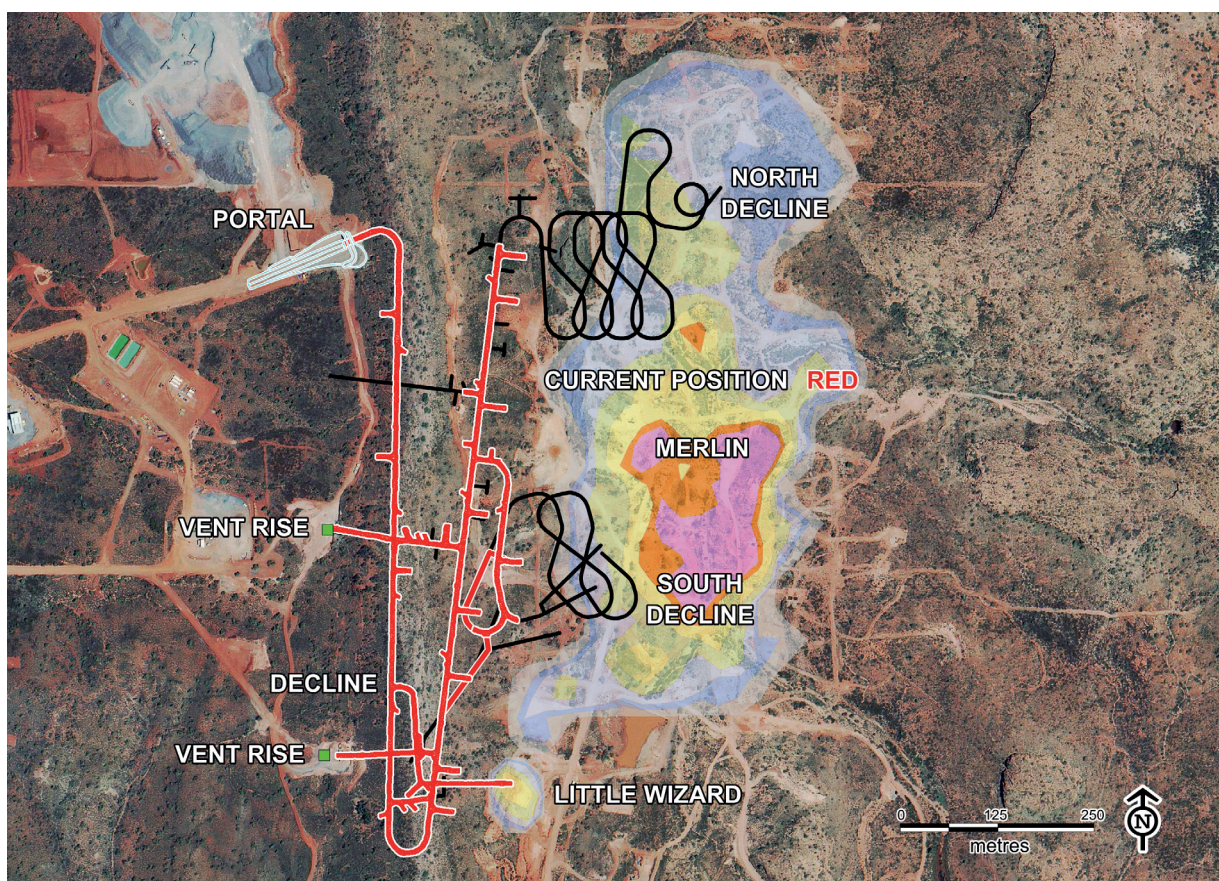 NORTH
DECLINE
PORTAL
CURRENT POSITION RED
MERLIN
VENT RISE
SOUTH
DECLINE
DECLINE
VENT RISE
LITTLE WIZARD
0 125 250
metres
N